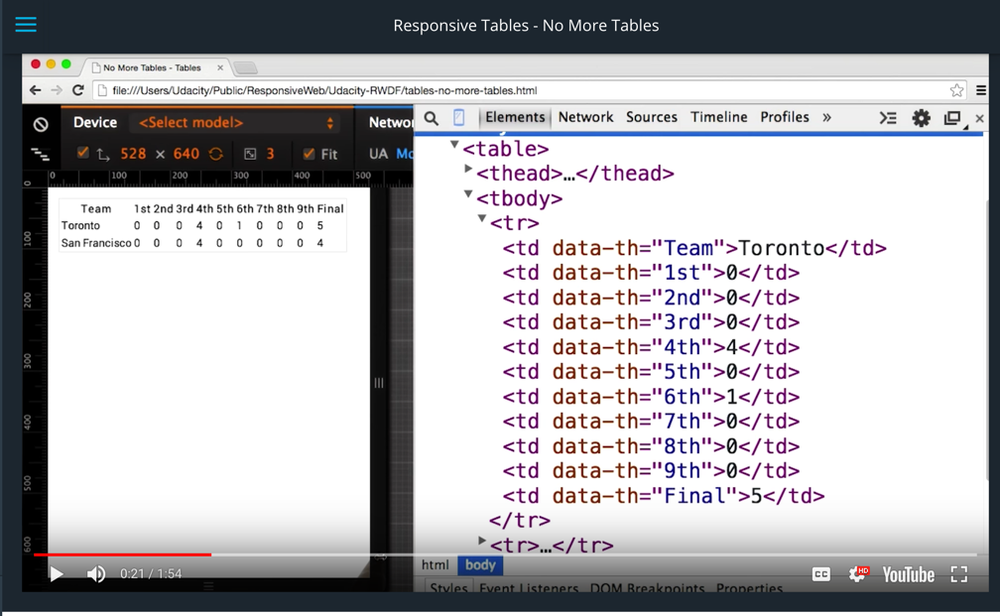 Responsive Tables - No More Tables
No More Tables - Tables ×
file:///Users/Udacity/Public/ResponsiveWeb/Udacity-RWDF/tables-no-more-tables.html
Device <Select model> Networ
528 × 640 3 Fit UA Mo
0 100 200 300 400 500
0
100
200
300
400
500
600
Team 1st 2nd 3rd 4th 5th 6th 7th 8th 9th Final
Toronto 0 0 0 4 0 1 0 0 0 5
San Francisco 0 0 0 4 0 0 0 0 0 4
Elements Network Sources Timeline Profiles » ×
<table>
<thead>…</thead>
<tbody>
<tr>
<td data-th="Team">Toronto</td>
<td data-th="1st">0</td>
<td data-th="2nd">0</td>
<td data-th="3rd">0</td>
<td data-th="4th">4</td>
<td data-th="5th">0</td>
<td data-th="6th">1</td>
<td data-th="7th">0</td>
<td data-th="8th">0</td>
<td data-th="9th">0</td>
<td data-th="Final">5</td>
</tr>
<tr>…</tr>
html body
Styles Event Listeners DOM Breakpoints Properties
0:21 / 1:54 CC HD YouTube